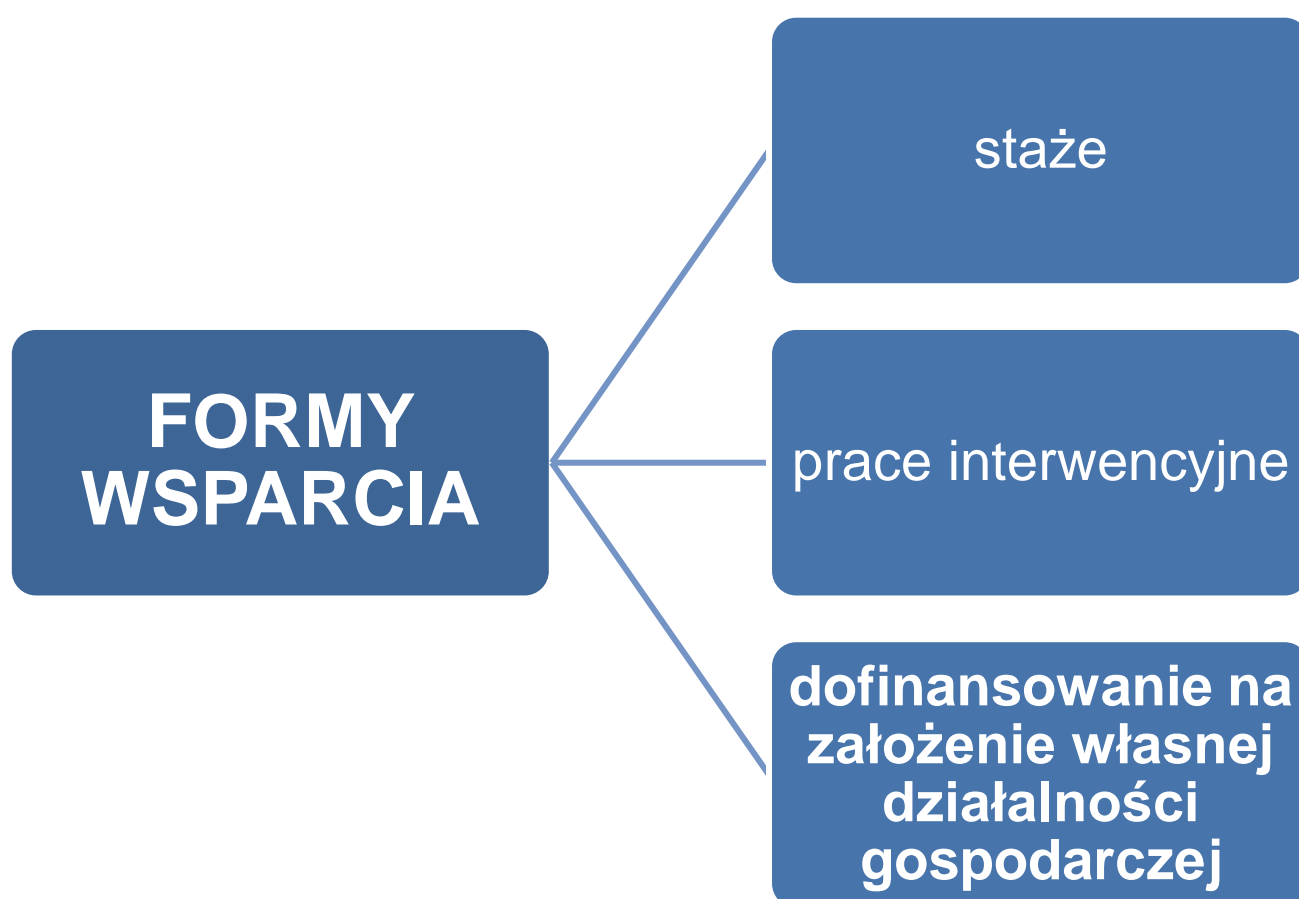 staże
FORMY
WSPARCIA
prace interwencyjne
dofinansowanie na
założenie własnej
działalności
gospodarczej